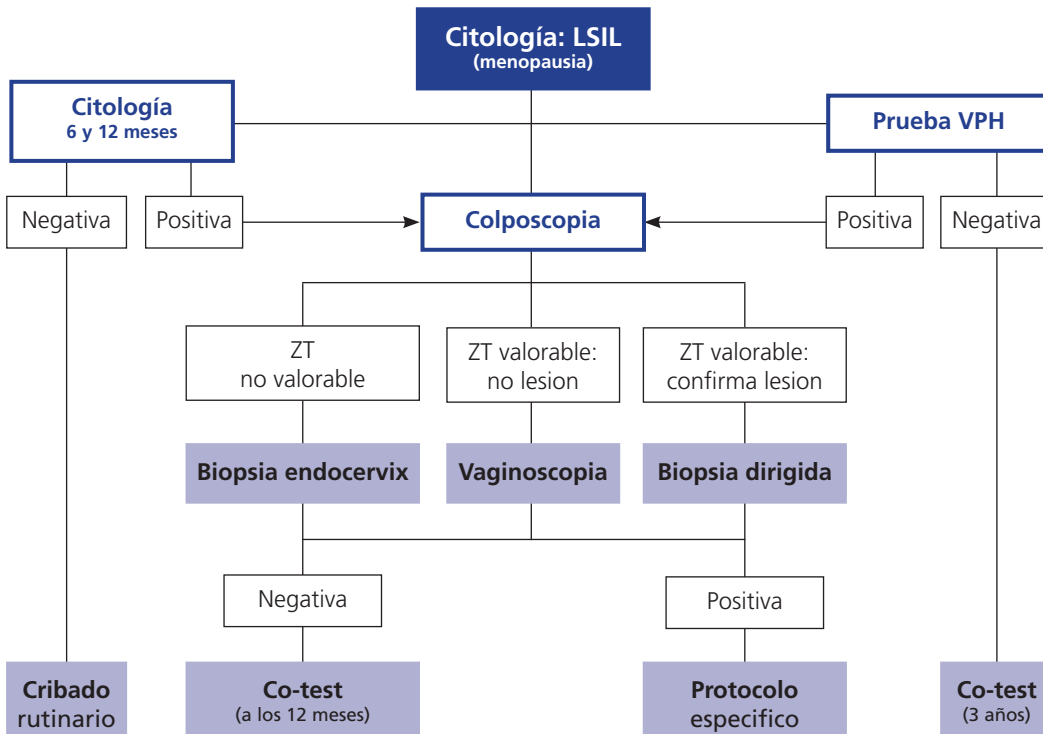 Citología: LSIL
(menopausia)
Citología
6 y 12 meses
Prueba VPH
Negativa
Positiva
Colposcopia
Positiva
Negativa
ZT
no valorable
ZT valorable:
no lesion
ZT valorable:
confirma lesion
Biopsia endocervix
Vaginoscopia
Biopsia dirigida
Negativa
Positiva
Cribado
rutinario
Co-test
(a los 12 meses)
Protocolo
especifico
Co-test
(3 años)